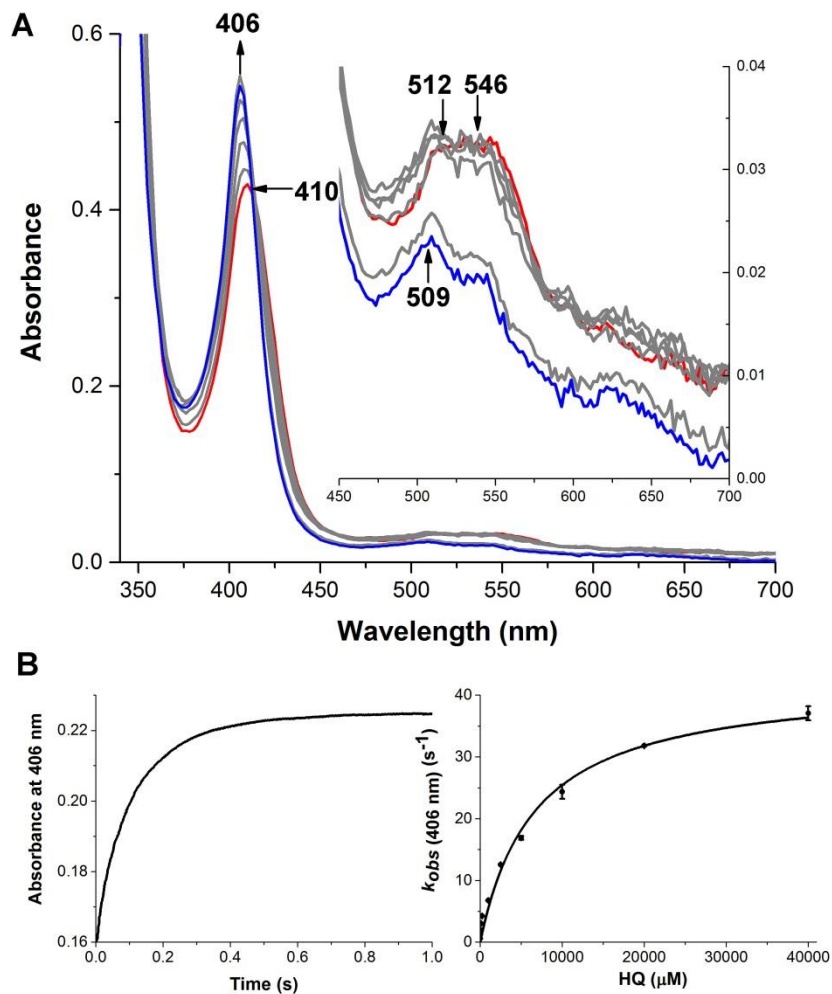 A
406
0.6
0.04
512 546
0.03
0.4
410
0.02
509
Absorbance
0.2
0.01
0.00
450 500 550 600 650 700
0.0
350 400 450 500 550 600 650 700
Wavelength (nm)
B
40
0.22
30
0.20
20
0.18
10
0.16
0
Absorbance at 406 nm
kobs (406 nm) (s-1)
0.0 0.2 0.4 0.6 0.8 1.0
0 10000 20000 30000 40000
Time (s)
HQ (μM)